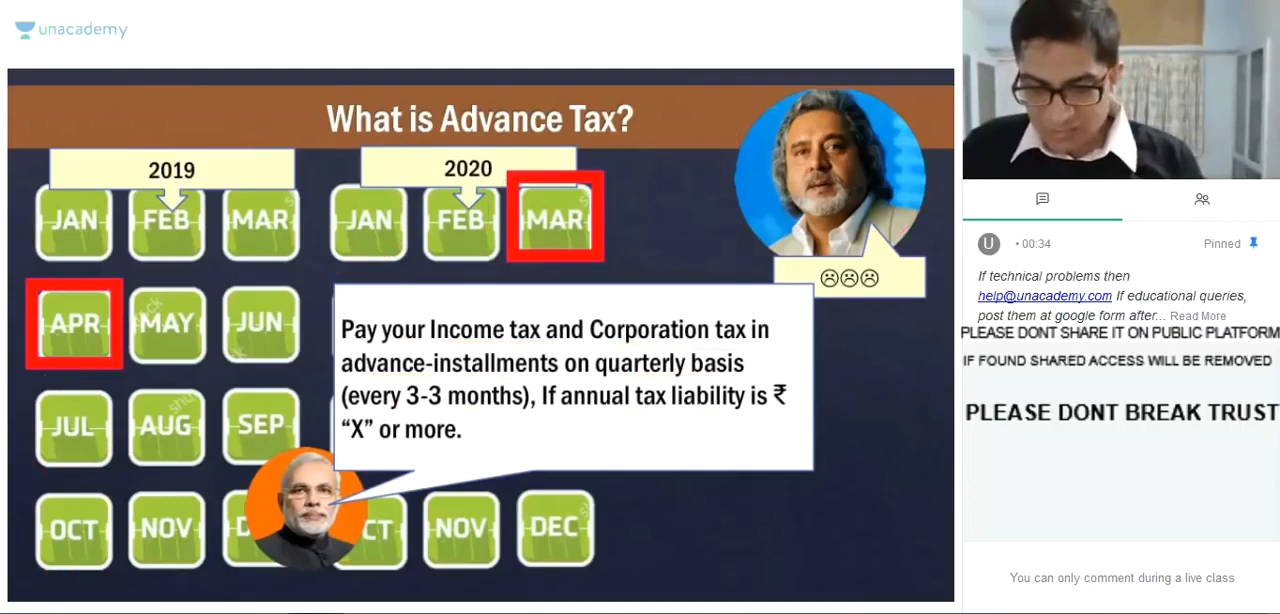 unacademy
What is Advance Tax?
2019
2020
JAN FEB MAR JAN FEB MAR
☹☹☹
APR MAY JUN
Pay your Income tax and Corporation tax in
advance-installments on quarterly basis
(every 3-3 months), If annual tax liability is ₹
“X” or more.
JUL AUG SEP
OCT NOV D CT NOV DEC
U • 00:34 Pinned
If technical problems then
help@unacademy.com If educational queries,
post them at google form after... Read More
PLEASE DONT SHARE IT ON PUBLIC PLATFORM
IF FOUND SHARED ACCESS WILL BE REMOVED
PLEASE DONT BREAK TRUST
You can only comment during a live class